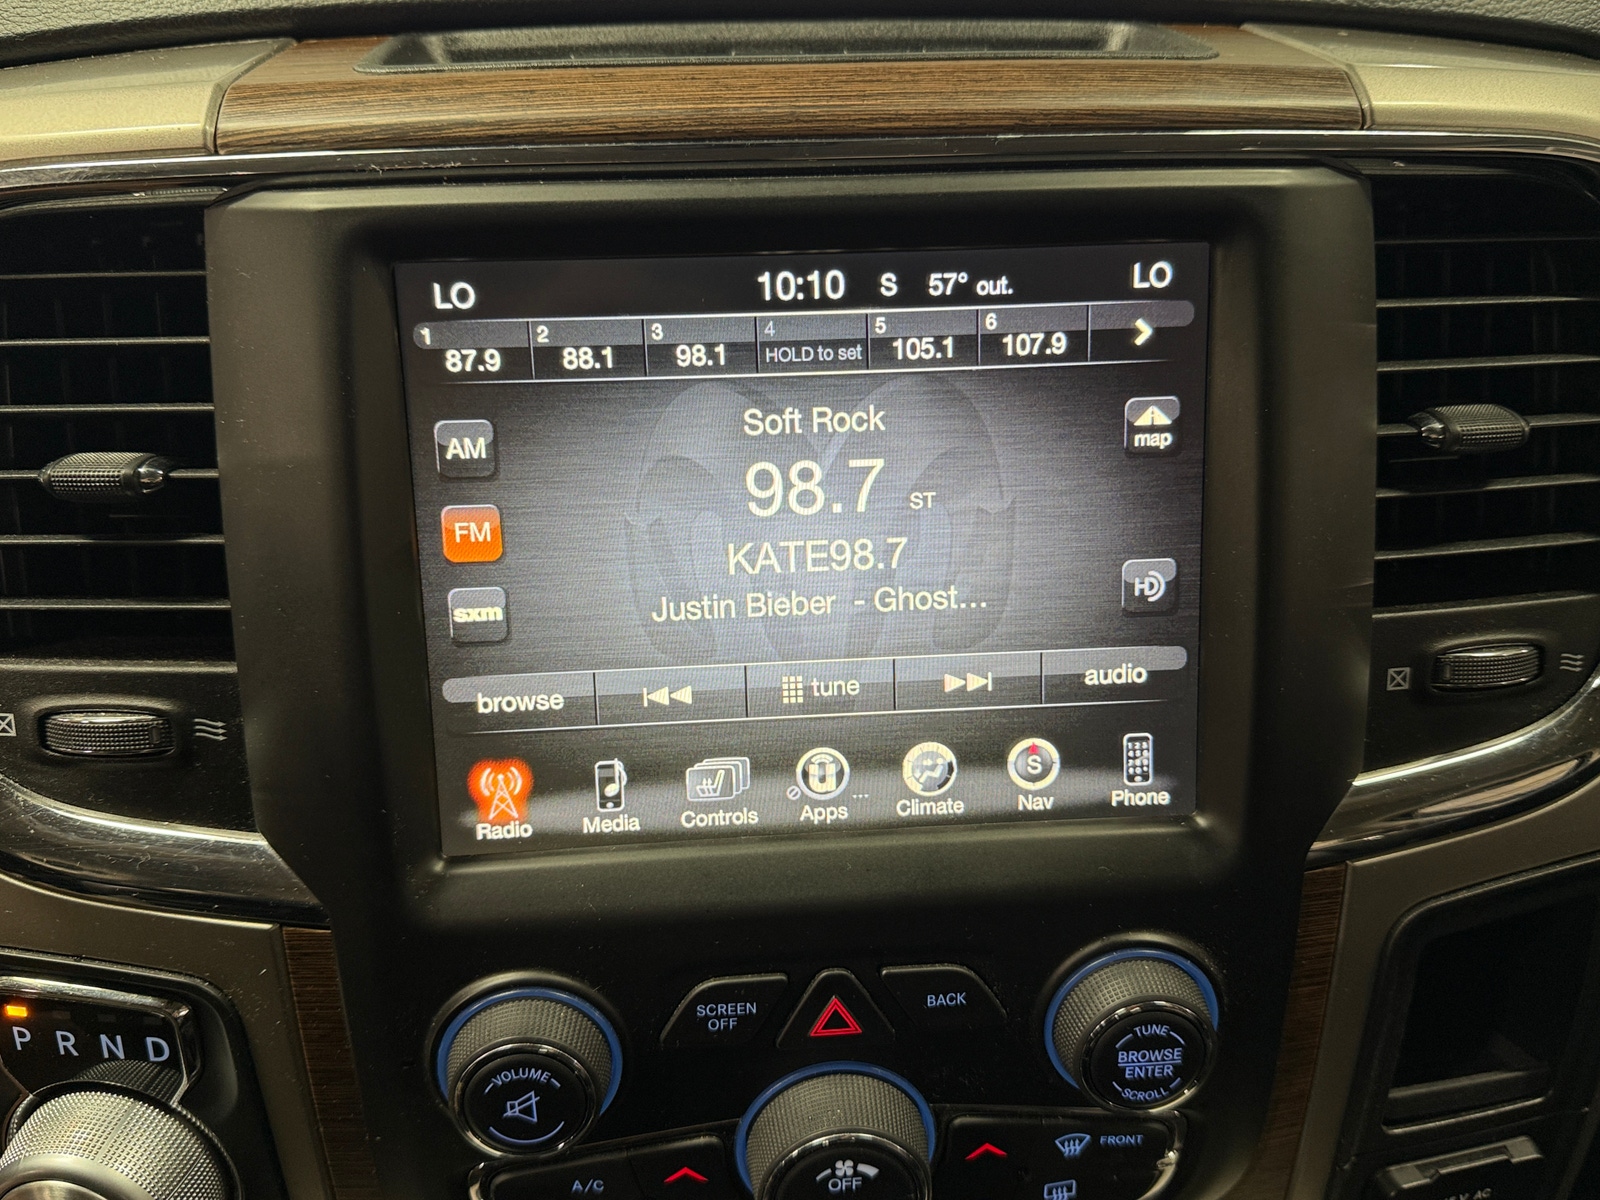 LO 10:10 S 57° out. LO
1 87.9 2 88.1 3 98.1 4 HOLD to set 5 105.1 6 107.9
AM
FM
sxm
Soft Rock
98.7 ST
KATE98.7
Justin Bieber - Ghost...
map
HD
browse tune audio
Radio Media Controls Apps ... Climate S Nav Phone
P R N D
SCREEN
OFF
BACK
VOLUME
TUNE
BROWSE
ENTER
SCROLL
A/C
OFF
FRONT